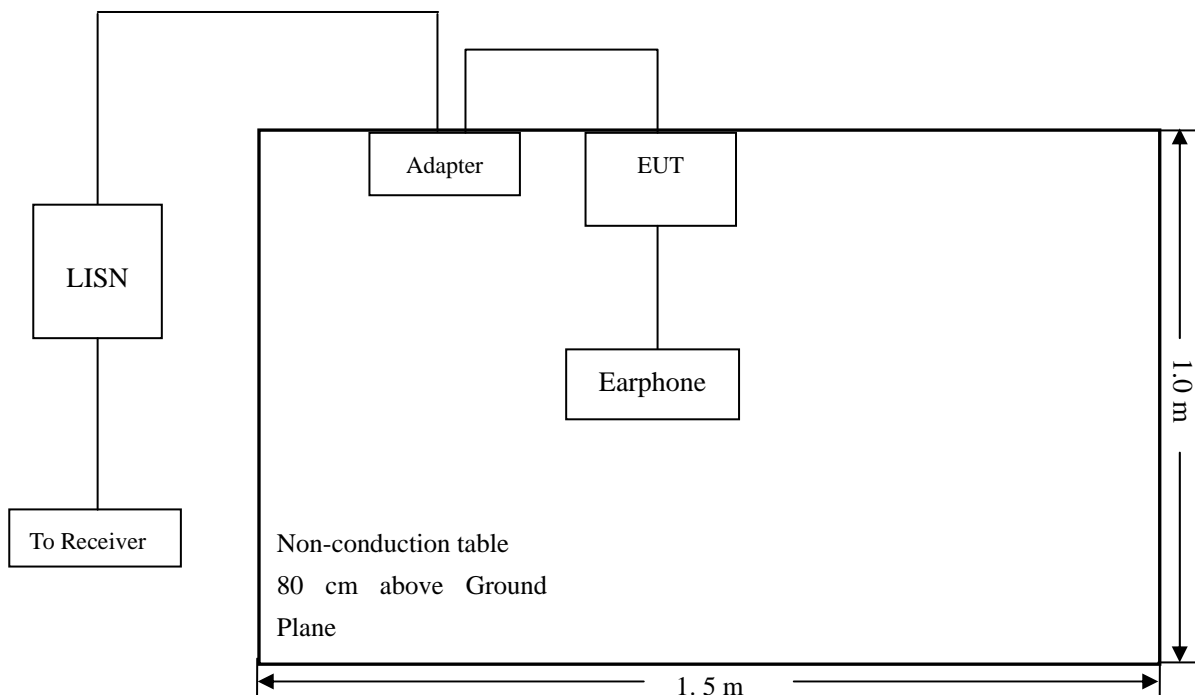 Adapter
EUT
LISN
Earphone
To Receiver
Non-conduction table
80 cm above Ground
Plane
1.0 m
1. 5 m